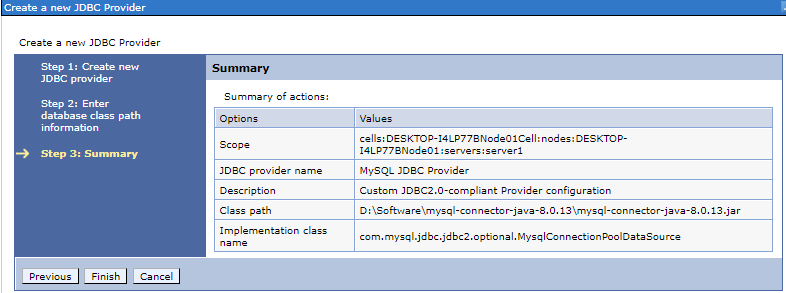 Create a new JDBC Provider
Create a new JDBC Provider
Step 1: Create new
JDBC provider
Step 2: Enter
database class path
information
Step 3: Summary
Summary
Summary of actions:
Options Values
Scope cells:DESKTOP-I4LP77BNode01Cell:nodes:DESKTOP-
I4LP77BNode01:servers:server1
JDBC provider name MySQL JDBC Provider
Description Custom JDBC2.0-compliant Provider configuration
Class path D:\Software\mysql-connector-java-8.0.13\mysql-connector-java-8.0.13.jar
Implementation class
name com.mysql.jdbc.jdbc2.optional.MysqlConnectionPoolDataSource
Previous Finish Cancel